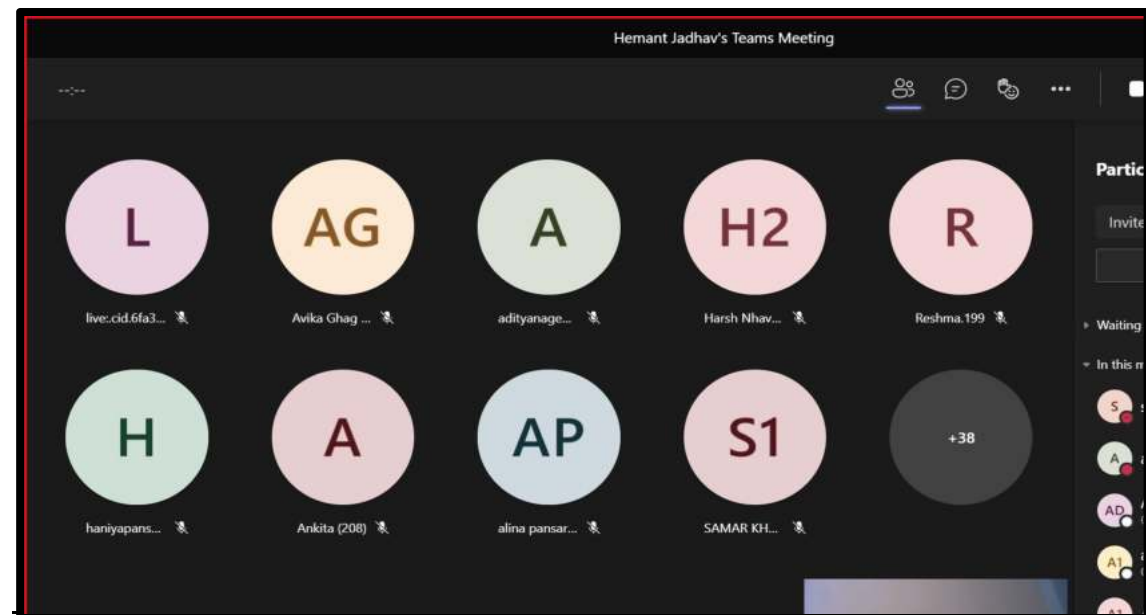 Hemant Jadhav's Teams Meeting
--:--
Partic
Invite
L AG A H2 R
live:.cid.6fa3... Avika Ghag ... adityanage... Harsh Nhav... Reshma.199
Waiting
In this m
H A AP S1 +38
haniyapans... Ankita (208) alina pansar... SAMAR KH...
S
A
AD
A1